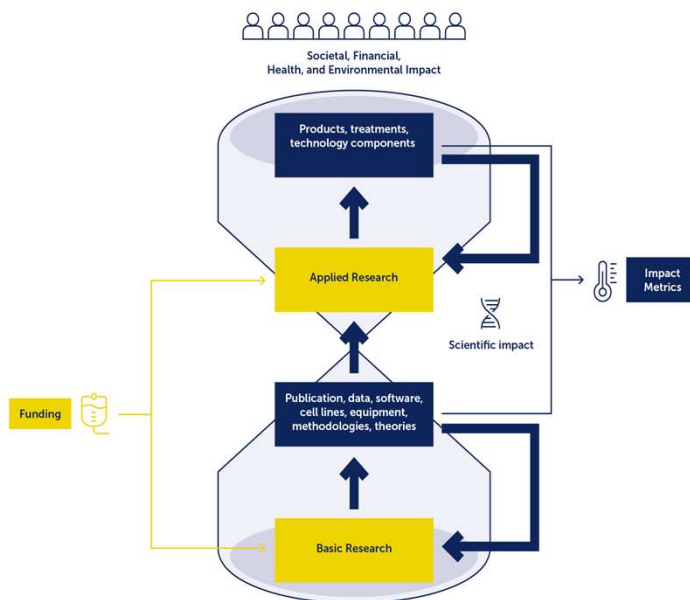 Societal, Financial,
Health, and Environmental Impact
Products, treatments,
technology components
Applied Research
Impact
Metrics
Scientific impact
Publication, data, software,
cell lines, equipment,
methodologies, theories
Funding
Basic Research